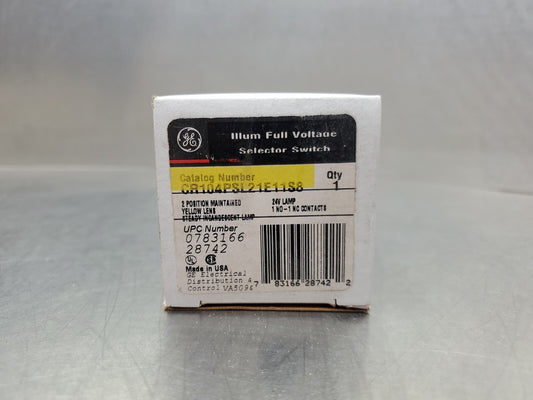 GE
Illum Full Voltage
Selector Switch
Catalog Number
Qty
CR104PSL21E11S8
1
2 POSITION MAINTAINED
24V LAMP
YELLOW LENS
1 NO-1 NC CONTACTS
STEADY INCANDESCENT LAMP
UPC Number
0783166
28742
UL
Made in USA
GE Electrical
Distribution &
Control
7 83166 28742 2